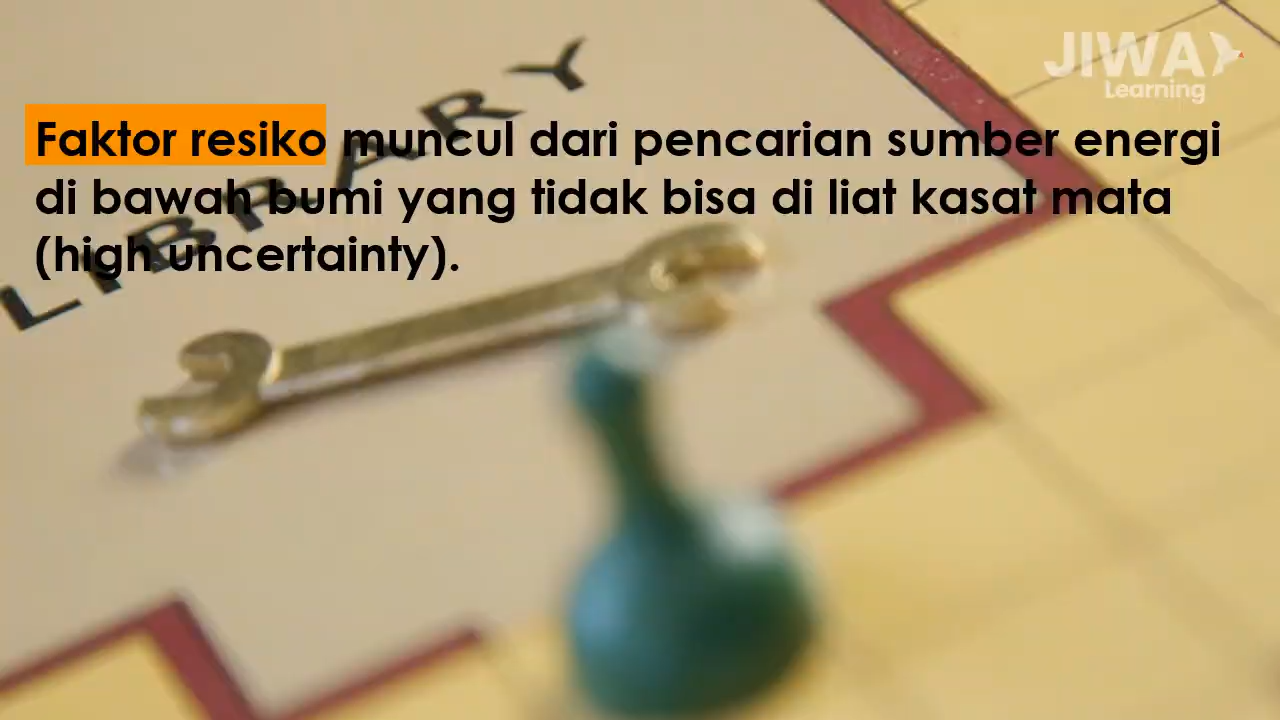 JIWA
Learning
LIBRARY
Faktor resiko muncul dari pencarian sumber energi
di bawah bumi yang tidak bisa di liat kasat mata
(high uncertainty).